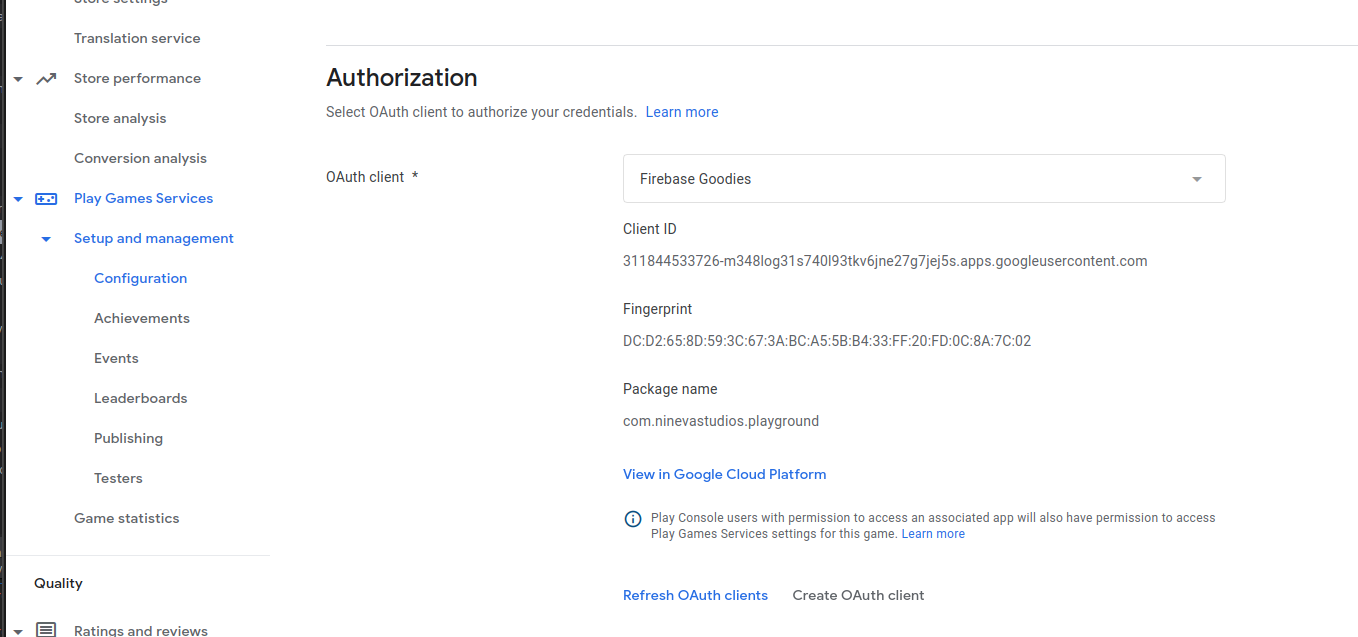 Store settings
Translation service
Store performance
Store analysis
Conversion analysis
Play Games Services
Setup and management
Configuration
Achievements
Events
Leaderboards
Publishing
Testers
Game statistics
Quality
Ratings and reviews
Authorization
Select OAuth client to authorize your credentials. Learn more
OAuth client *
Firebase Goodies
Client ID
311844533726-m348log31s740l93tkv6jne27g7jej5s.apps.googleusercontent.com
Fingerprint
DC:D2:65:8D:59:3C:67:3A:BC:A5:5B:B4:33:FF:20:FD:0C:8A:7C:02
Package name
com.ninevastudios.playground
View in Google Cloud Platform
Play Console users with permission to access an associated app will also have permission to access
Play Games Services settings for this game. Learn more
Refresh OAuth clients
Create OAuth client